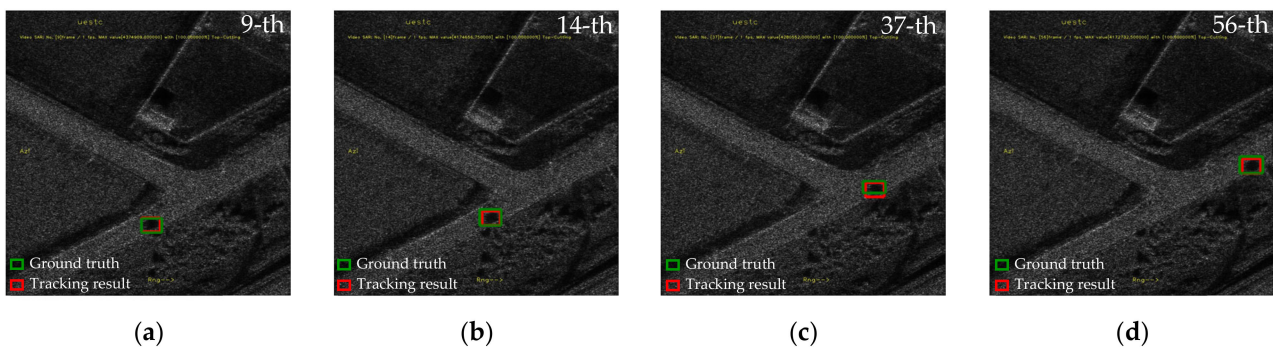 9-th
uestc
Azi
Ground truth
Tracking result
Rng-->
(a)
14-th
uestc
Azi
Ground truth
Tracking result
Rng-->
(b)
37-th
uestc
Azi
Ground truth
Tracking result
Rng-->
(c)
56-th
uestc
Azi
Ground truth
Tracking result
Rng-->
(d)